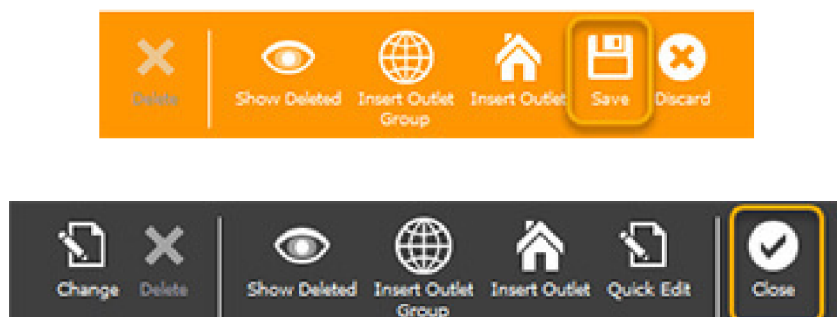 Delete Show Deleted Insert Outlet Insert Outlet Save Discard
Group
Change Delete Show Deleted Insert Outlet Insert Outlet Quick Edit Close
Group